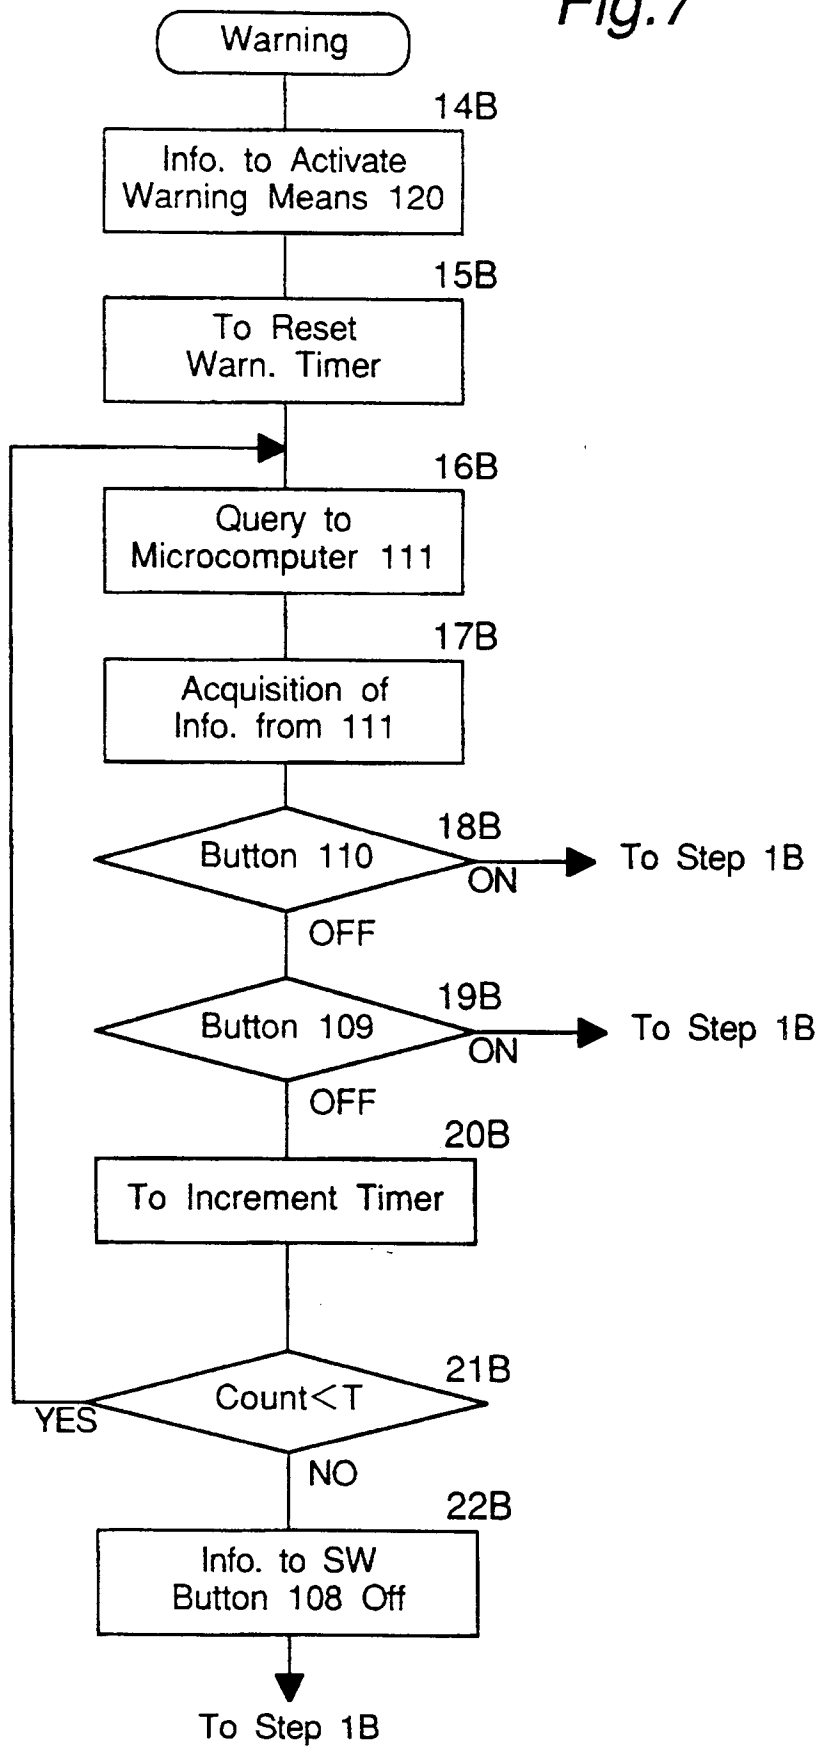 Fig.7
Warning
14B
Info. to Activate
Warning Means 120
15B
To Reset
Warn. Timer
16B
Query to
Microcomputer 111
17B
Acquisition of
Info. from 111
18B
Button 110
ON
To Step 1B
OFF
19B
Button 109
ON
To Step 1B
OFF
20B
To Increment Timer
21B
Count<T
YES
NO
22B
Info. to SW
Button 108 Off
To Step 1B